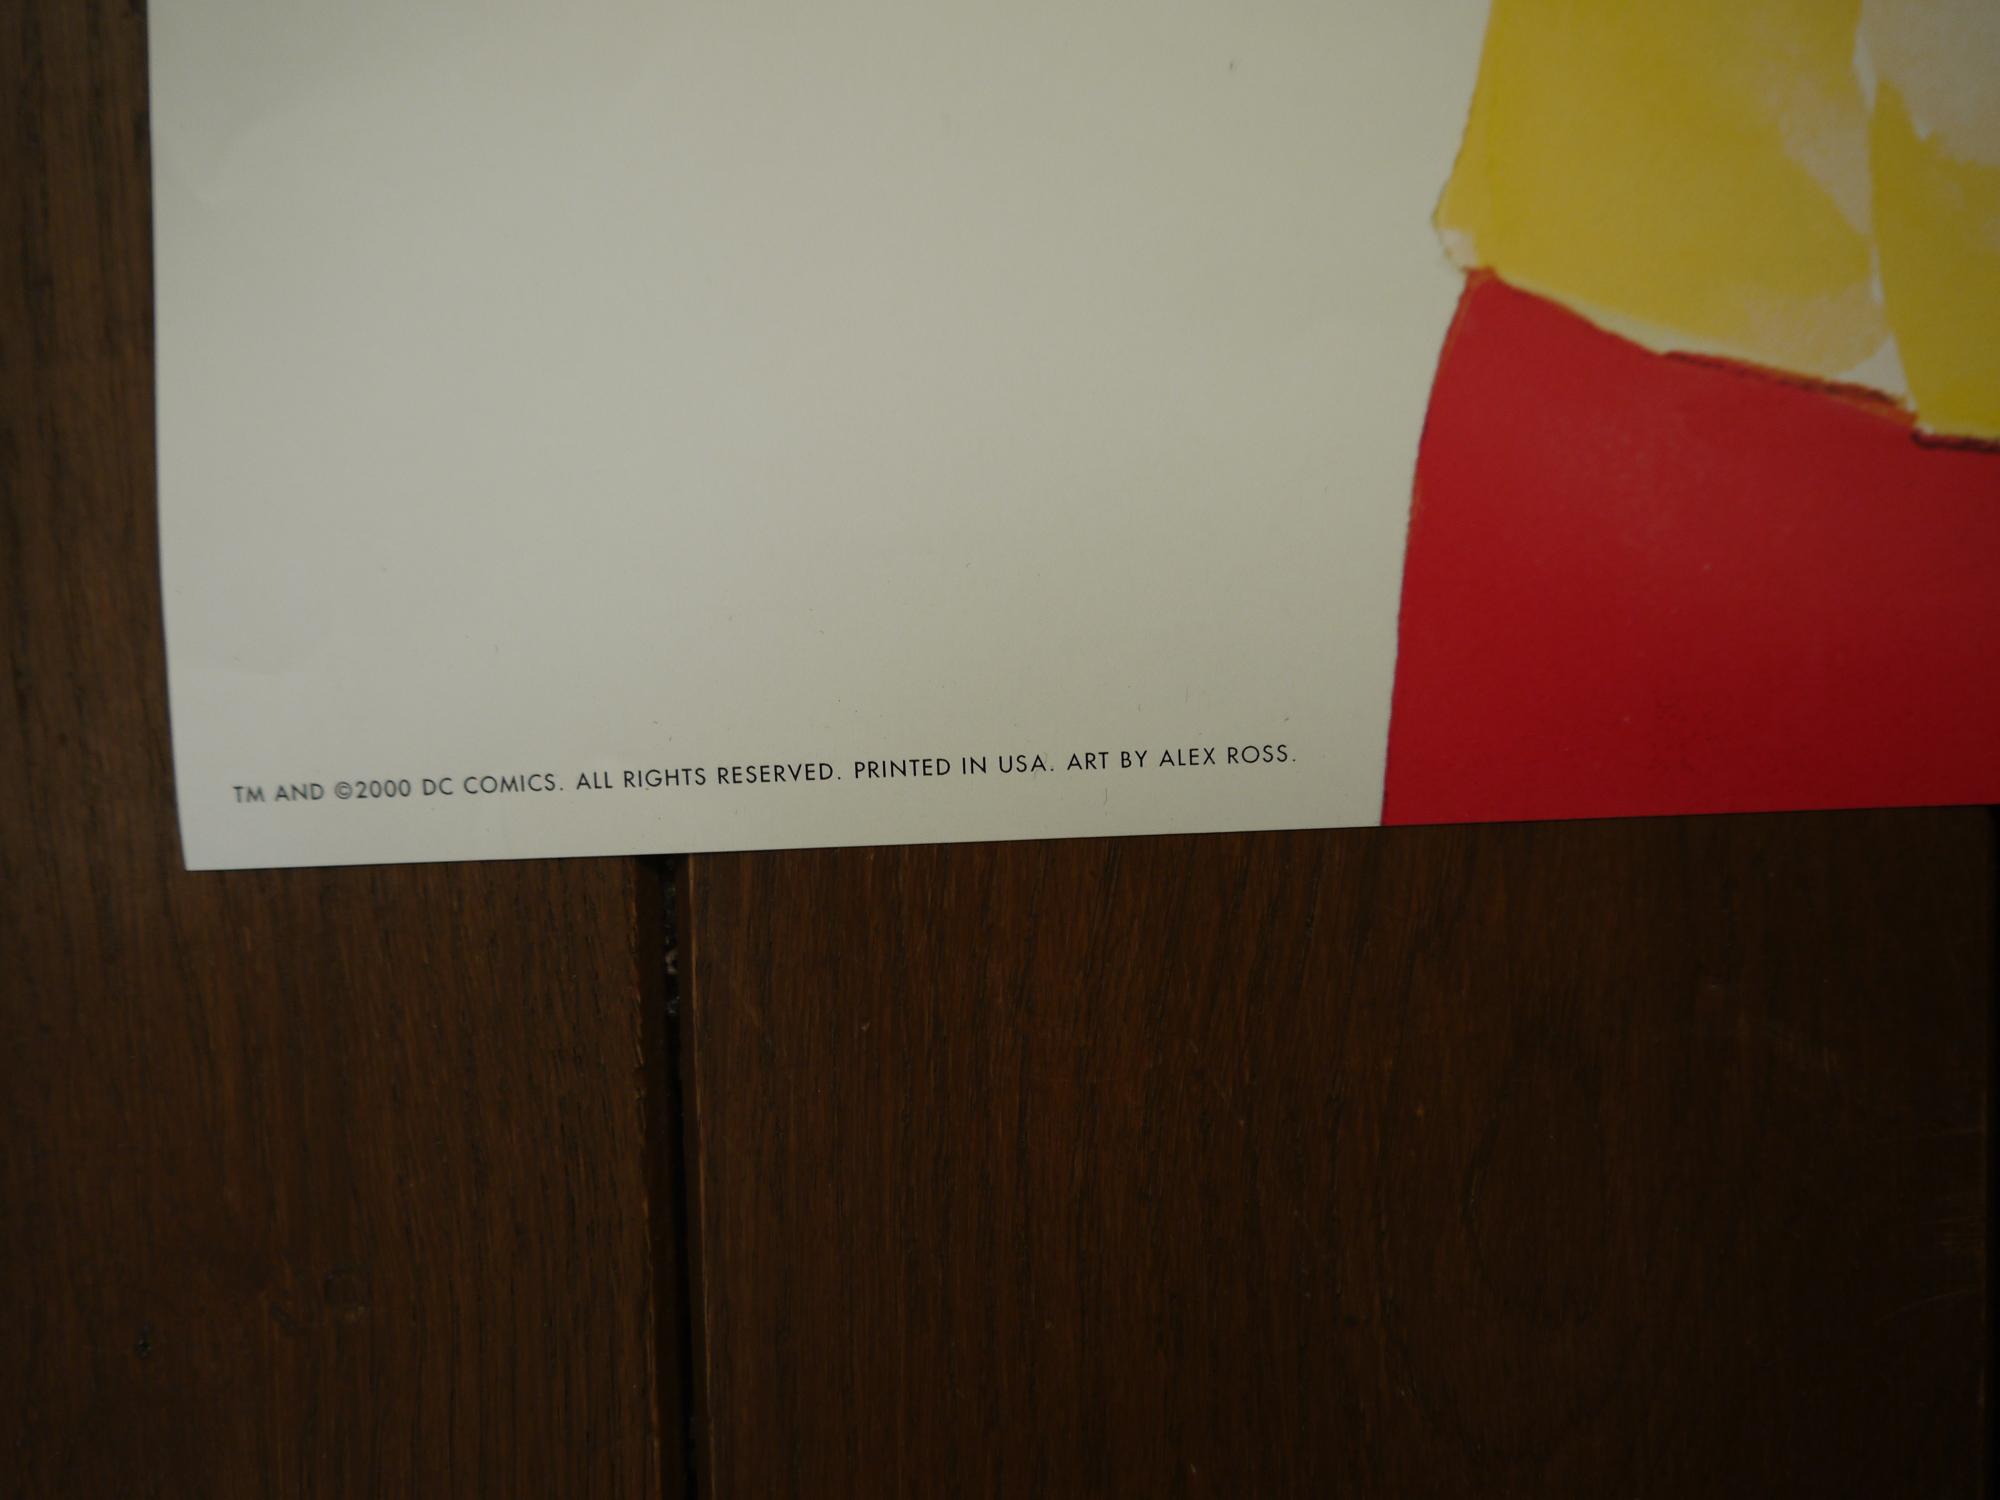 TM AND ©2000 DC COMICS. ALL RIGHTS RESERVED. PRINTED IN USA. ART BY ALEX ROSS.